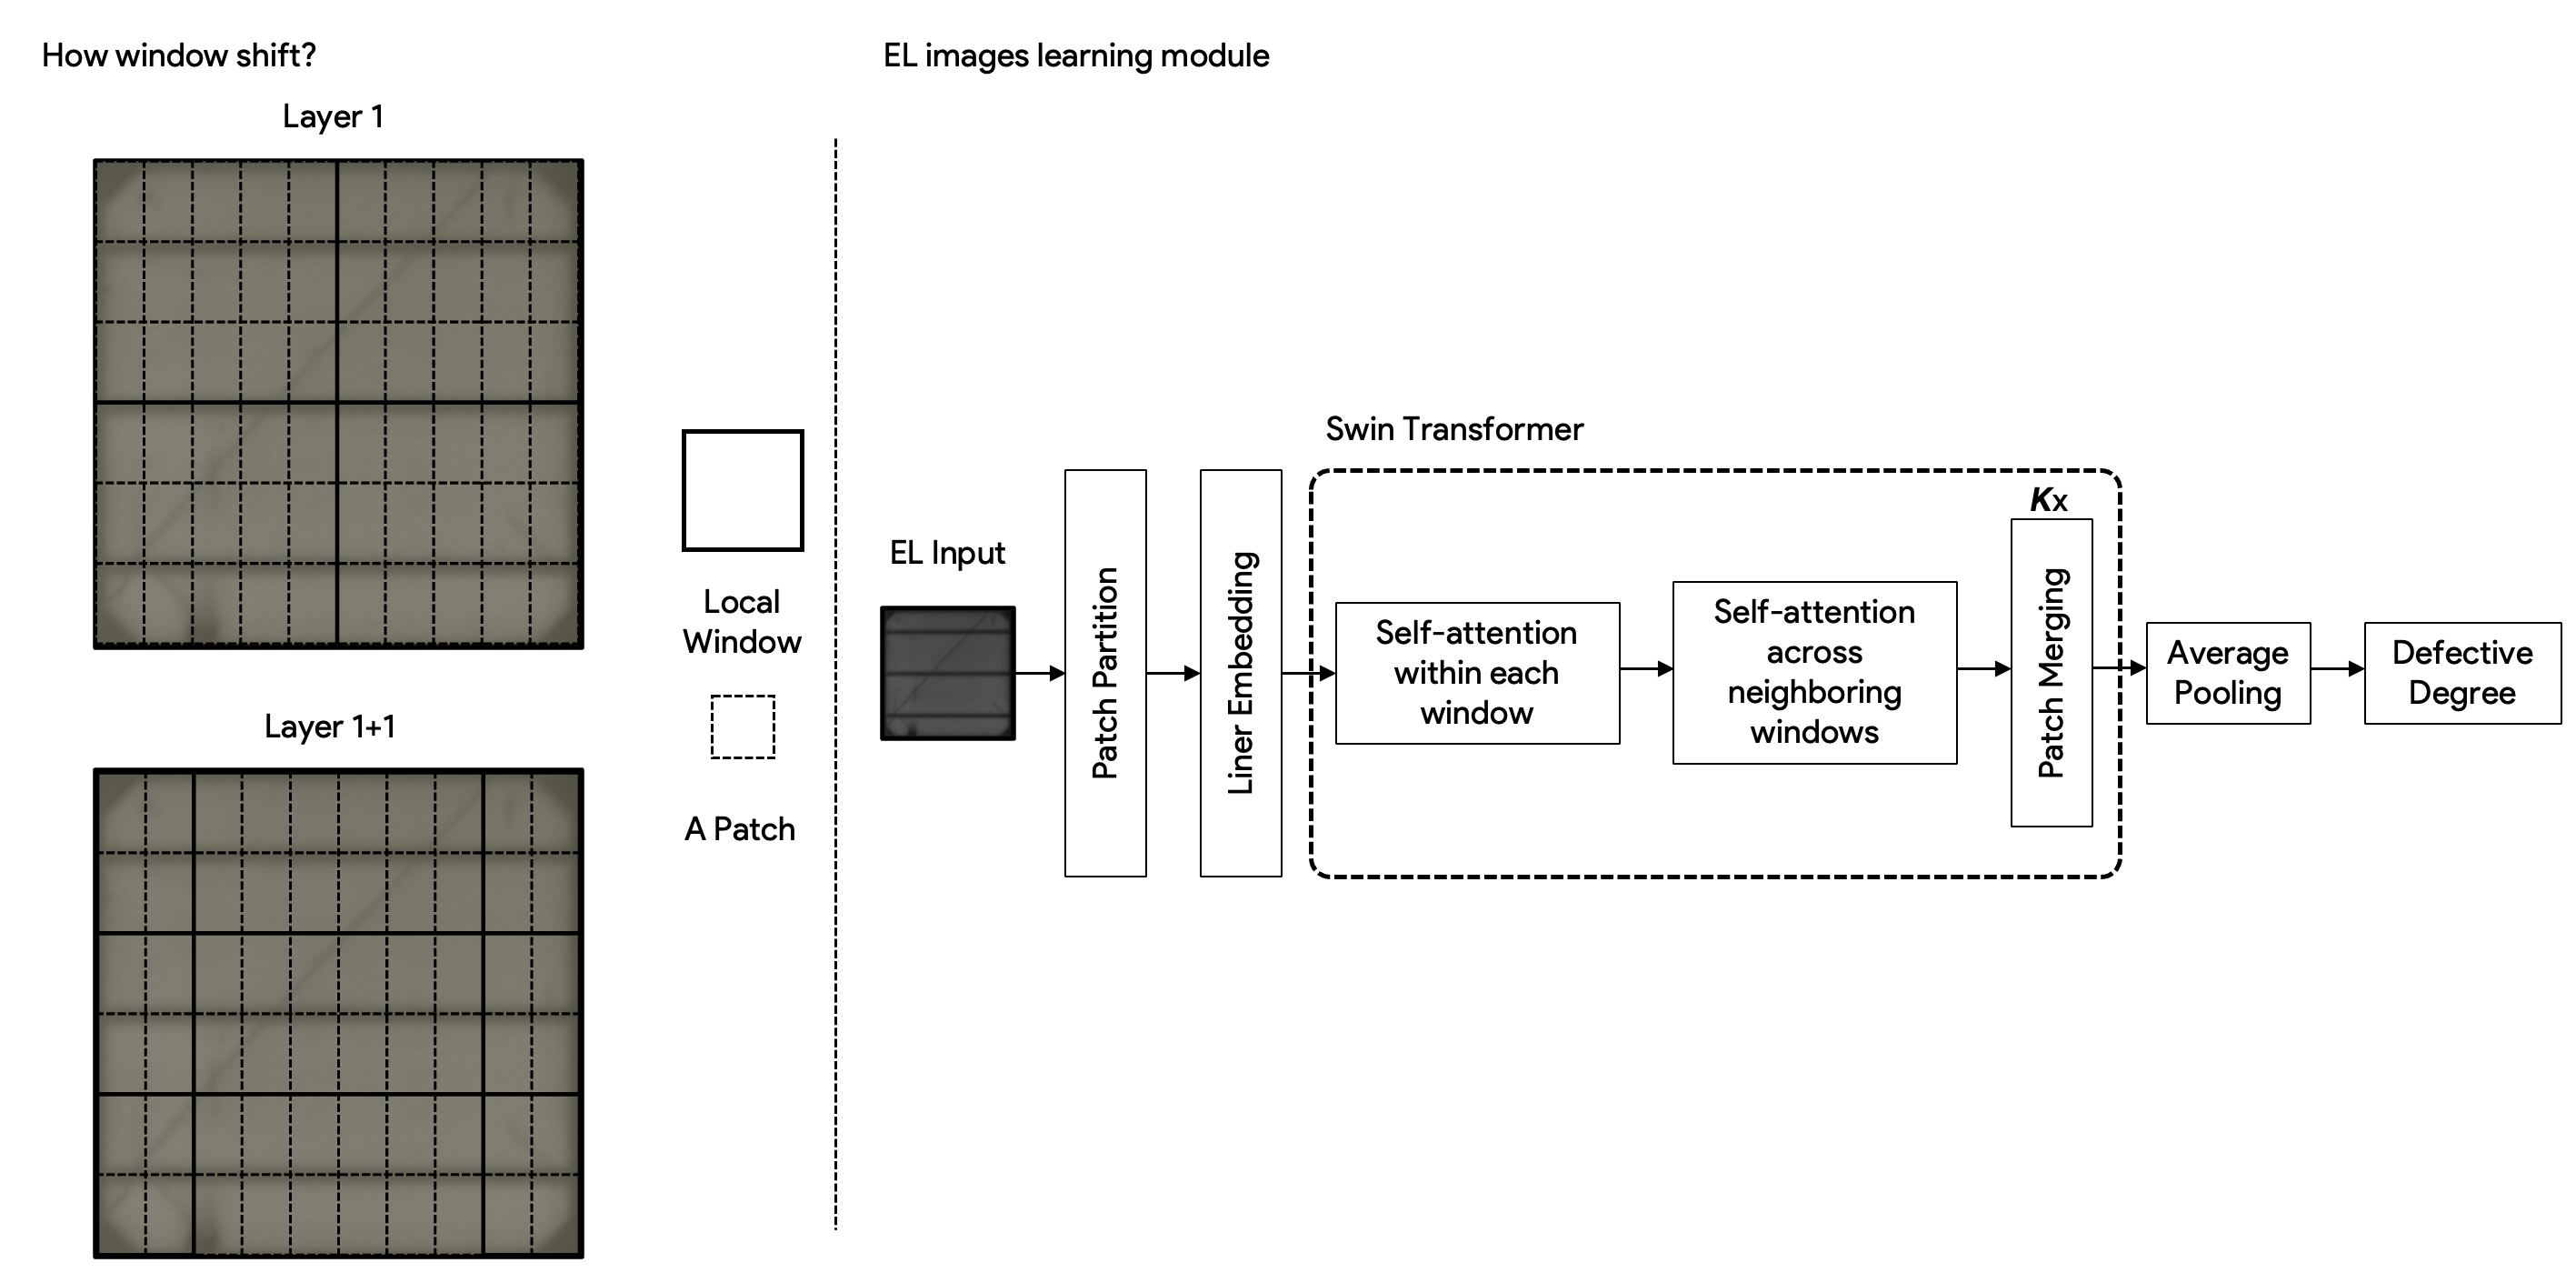 How window shift?
Layer 1
Local
Window
A Patch
Layer 1+1
EL images learning module
EL Input
Patch Partition
Liner Embedding
Swin Transformer
Self-attention
within each
window
Self-attention
across
neighboring
windows
Kx
Patch Merging
Average
Pooling
Defective
Degree